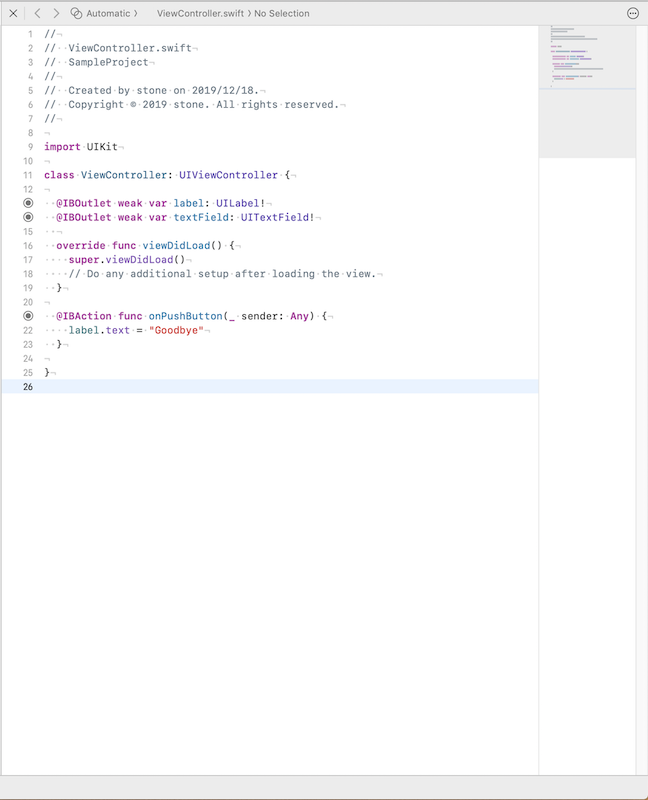 Automatic 〉 ViewController.swift 〉 No Selection
1 //¬
2 // ViewController.swift¬
3 // SampleProject¬
4 //¬
5 // Created by stone on 2019/12/18.¬
6 // Copyright © 2019 stone. All rights reserved.¬
7 //¬
8 ¬
9 import UIKit¬
10 ¬
11 class ViewController: UIViewController {¬
12 ¬
@IBOutlet weak var label: UILabel!¬
@IBOutlet weak var textField: UITextField!¬
15 ¬
16 override func viewDidLoad() {¬
17 super.viewDidLoad()¬
18 // Do any additional setup after loading the view.¬
19 }¬
20 ¬
@IBAction func onPushButton(_ sender: Any) {¬
22 label.text = "Goodbye"¬
23 }¬
24 ¬
25 }¬
26